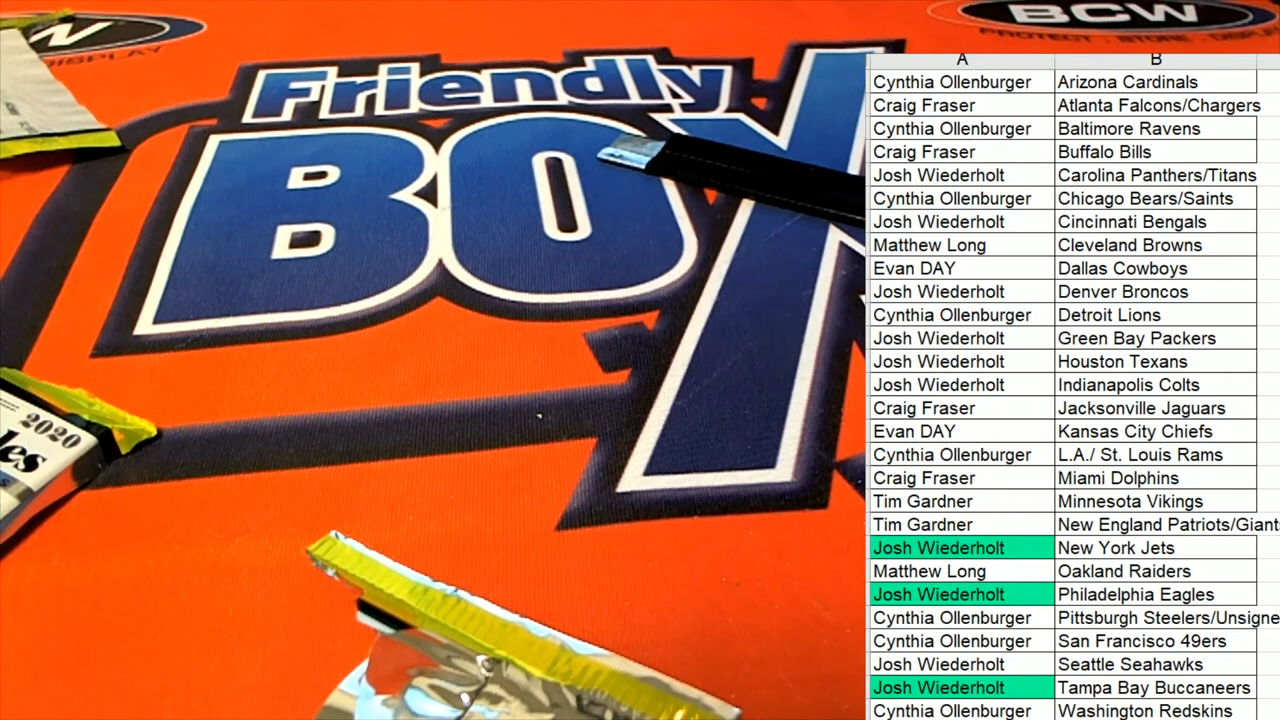 DISPLAY
BCW
PROTECT . STORE . DISPLAY
Friendly
BO
2020
A B
Cynthia Ollenburger Arizona Cardinals
Craig Fraser Atlanta Falcons/Chargers
Cynthia Ollenburger Baltimore Ravens
Craig Fraser Buffalo Bills
Josh Wiederholt Carolina Panthers/Titans
Cynthia Ollenburger Chicago Bears/Saints
Josh Wiederholt Cincinnati Bengals
Matthew Long Cleveland Browns
Evan DAY Dallas Cowboys
Josh Wiederholt Denver Broncos
Cynthia Ollenburger Detroit Lions
Josh Wiederholt Green Bay Packers
Josh Wiederholt Houston Texans
Josh Wiederholt Indianapolis Colts
Craig Fraser Jacksonville Jaguars
Evan DAY Kansas City Chiefs
Cynthia Ollenburger L.A./ St. Louis Rams
Craig Fraser Miami Dolphins
Tim Gardner Minnesota Vikings
Tim Gardner New England Patriots/Giants
Josh Wiederholt New York Jets
Matthew Long Oakland Raiders
Josh Wiederholt Philadelphia Eagles
Cynthia Ollenburger Pittsburgh Steelers/Unsigne
Cynthia Ollenburger San Francisco 49ers
Josh Wiederholt Seattle Seahawks
Josh Wiederholt Tampa Bay Buccaneers
Cynthia Ollenburger Washington Redskins